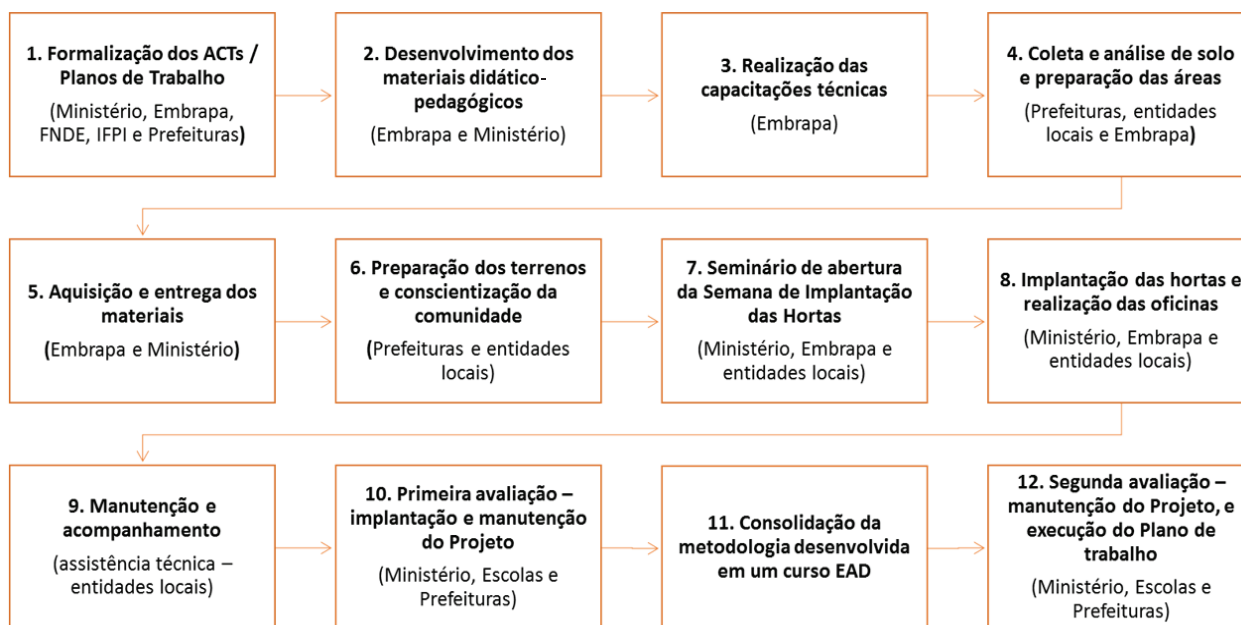 1. Formalização dos ACTs /
Planos de Trabalho
(Ministério, Embrapa,
FNDE, IFPI e Prefeituras)
2. Desenvolvimento dos
materiais didático-
pedagógicos
(Embrapa e Ministério)
3. Realização das
capacitações técnicas
(Embrapa)
4. Coleta e análise de solo
e preparação das áreas
(Prefeituras, entidades
locais e Embrapa)
5. Aquisição e entrega dos
materiais
(Embrapa e Ministério)
6. Preparação dos terrenos
e conscientização da
comunidade
(Prefeituras e entidades
locais)
7. Seminário de abertura
da Semana de Implantação
das Hortas
(Ministério, Embrapa e
entidades locais)
8. Implantação das hortas e
realização das oficinas
(Ministério, Embrapa e
entidades locais)
9. Manutenção e
acompanhamento
(assistência técnica –
entidades locais)
10. Primeira avaliação –
implantação e manutenção
do Projeto
(Ministério, Escolas e
Prefeituras)
11. Consolidação da
metodologia desenvolvida
em um curso EAD
12. Segunda avaliação –
manutenção do Projeto, e
execução do Plano de
trabalho
(Ministério, Escolas e
Prefeituras)